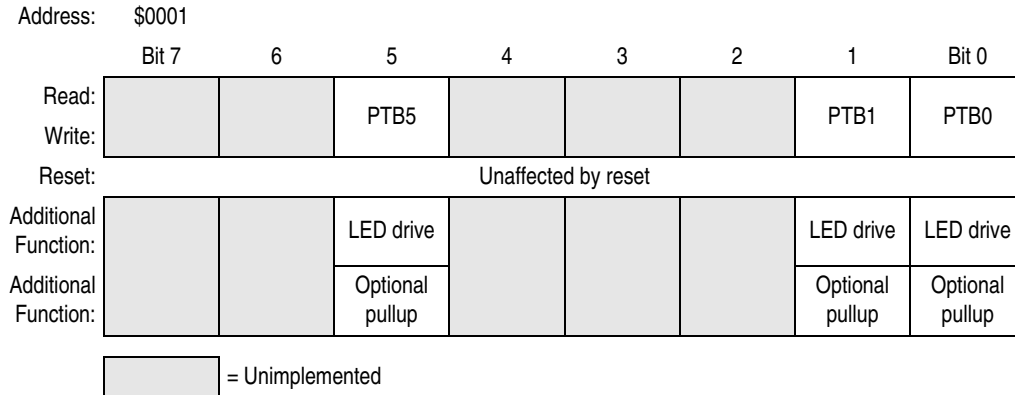 Address: $0001
Bit 7 6 5 4 3 2 1 Bit 0
Read:
Write:
PTB5 PTB1 PTB0
Reset: Unaffected by reset
Additional
Function:
LED drive LED drive LED drive
Additional
Function:
Optional
pullup
Optional
pullup
Optional
pullup
= Unimplemented